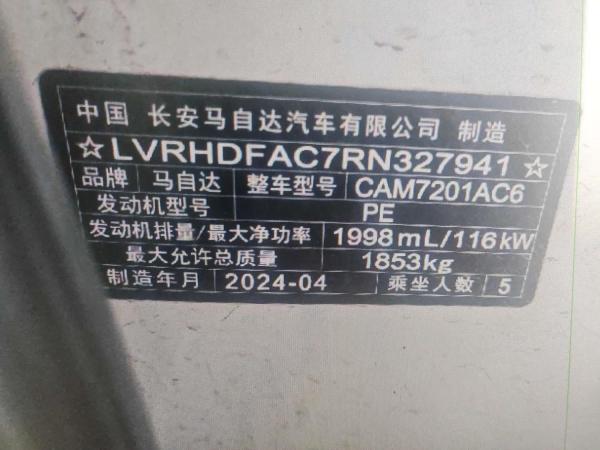 中国 长安马自达汽车有限公司 制造
☆LVRHDFAC7RN327941☆
品牌 马自达 整车型号 CAM7201AC6
发动机型号 PE
发动机排量/最大净功率 1998mL/116kW
最大允许总质量 1853kg
制造年月 2024-04 乘坐人数 5